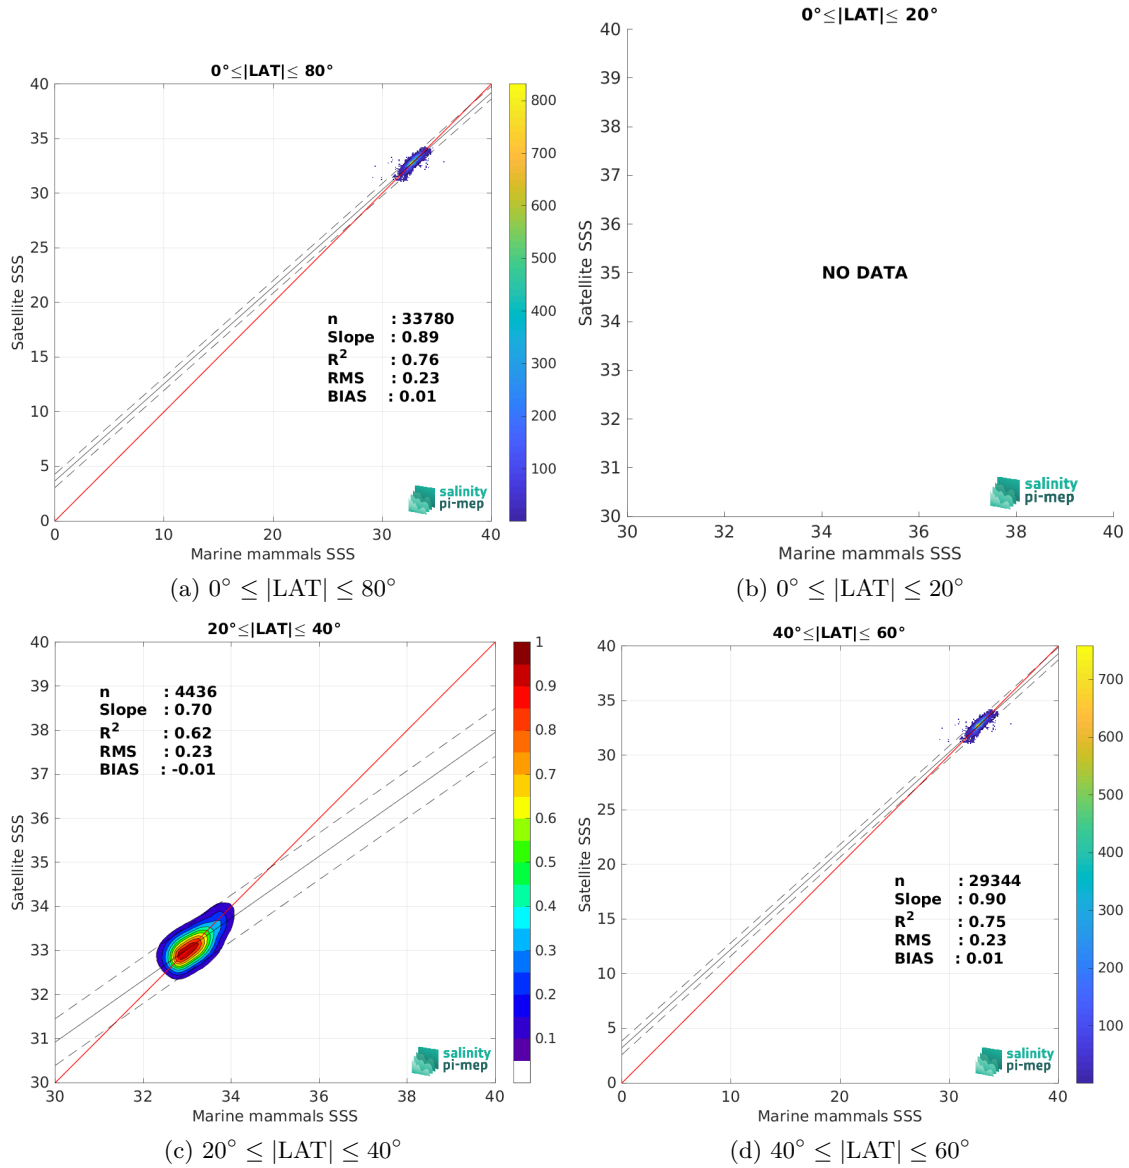 0°≤|LAT|≤ 80°
40
35
30
25
20
15
10
5
0
0
10
20
30
40
Satellite SSS
Marine mammals SSS
n : 33780
Slope : 0.89
R² : 0.76
RMS : 0.23
BIAS : 0.01
800
700
600
500
400
300
200
100
salinity
pi-mep
(a) 0° ≤ |LAT| ≤ 80°
0°≤|LAT|≤ 20°
40
39
38
37
36
35
34
33
32
31
30
30
32
34
36
38
40
Satellite SSS
Marine mammals SSS
NO DATA
salinity
pi-mep
(b) 0° ≤ |LAT| ≤ 20°
20°≤|LAT|≤ 40°
40
39
38
37
36
35
34
33
32
31
30
30
32
34
36
38
40
Satellite SSS
Marine mammals SSS
n : 4436
Slope : 0.70
R² : 0.62
RMS : 0.23
BIAS : -0.01
1
0.9
0.8
0.7
0.6
0.5
0.4
0.3
0.2
0.1
salinity
pi-mep
(c) 20° ≤ |LAT| ≤ 40°
40°≤|LAT|≤ 60°
40
35
30
25
20
15
10
5
0
0
10
20
30
40
Satellite SSS
Marine mammals SSS
n : 29344
Slope : 0.90
R² : 0.75
RMS : 0.23
BIAS : 0.01
700
600
500
400
300
200
100
salinity
pi-mep
(d) 40° ≤ |LAT| ≤ 60°